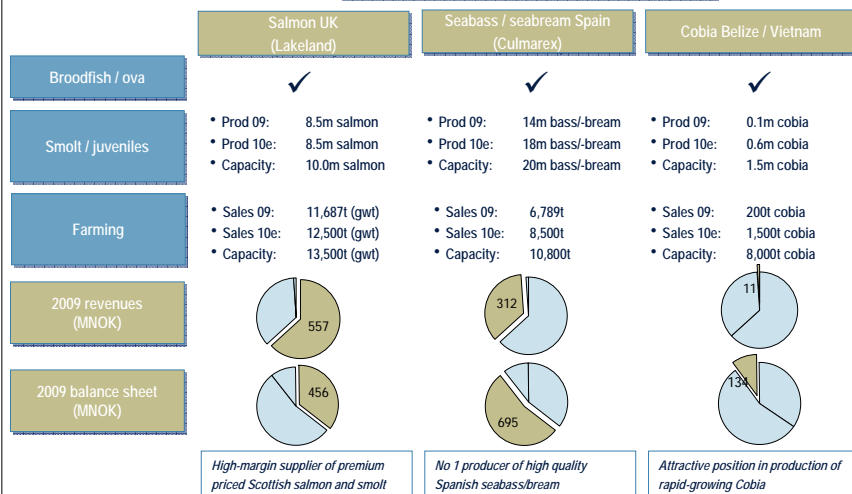 Salmon UK
(Lakeland)
Seabass / seabream Spain
(Culmarex)
Cobia Belize / Vietnam
Broodfish / ova
✓ ✓ ✓
Smolt / juveniles
• Prod 09: 8.5m salmon
• Prod 10e: 8.5m salmon
• Capacity: 10.0m salmon
• Prod 09: 14m bass/-bream
• Prod 10e: 18m bass/-bream
• Capacity: 20m bass/-bream
• Prod 09: 0.1m cobia
• Prod 10e: 0.6m cobia
• Capacity: 1.5m cobia
Farming
• Sales 09: 11,687t (gwt)
• Sales 10e: 12,500t (gwt)
• Capacity: 13,500t (gwt)
• Sales 09: 6,789t
• Sales 10e: 8,500t
• Capacity: 10,800t
• Sales 09: 200t cobia
• Sales 10e: 1,500t cobia
• Capacity: 8,000t cobia
2009 revenues
(MNOK)
557
312
11
2009 balance sheet
(MNOK)
456
695
134
High-margin supplier of premium
priced Scottish salmon and smolt
No 1 producer of high quality
Spanish seabass/bream
Attractive position in production of
rapid-growing Cobia